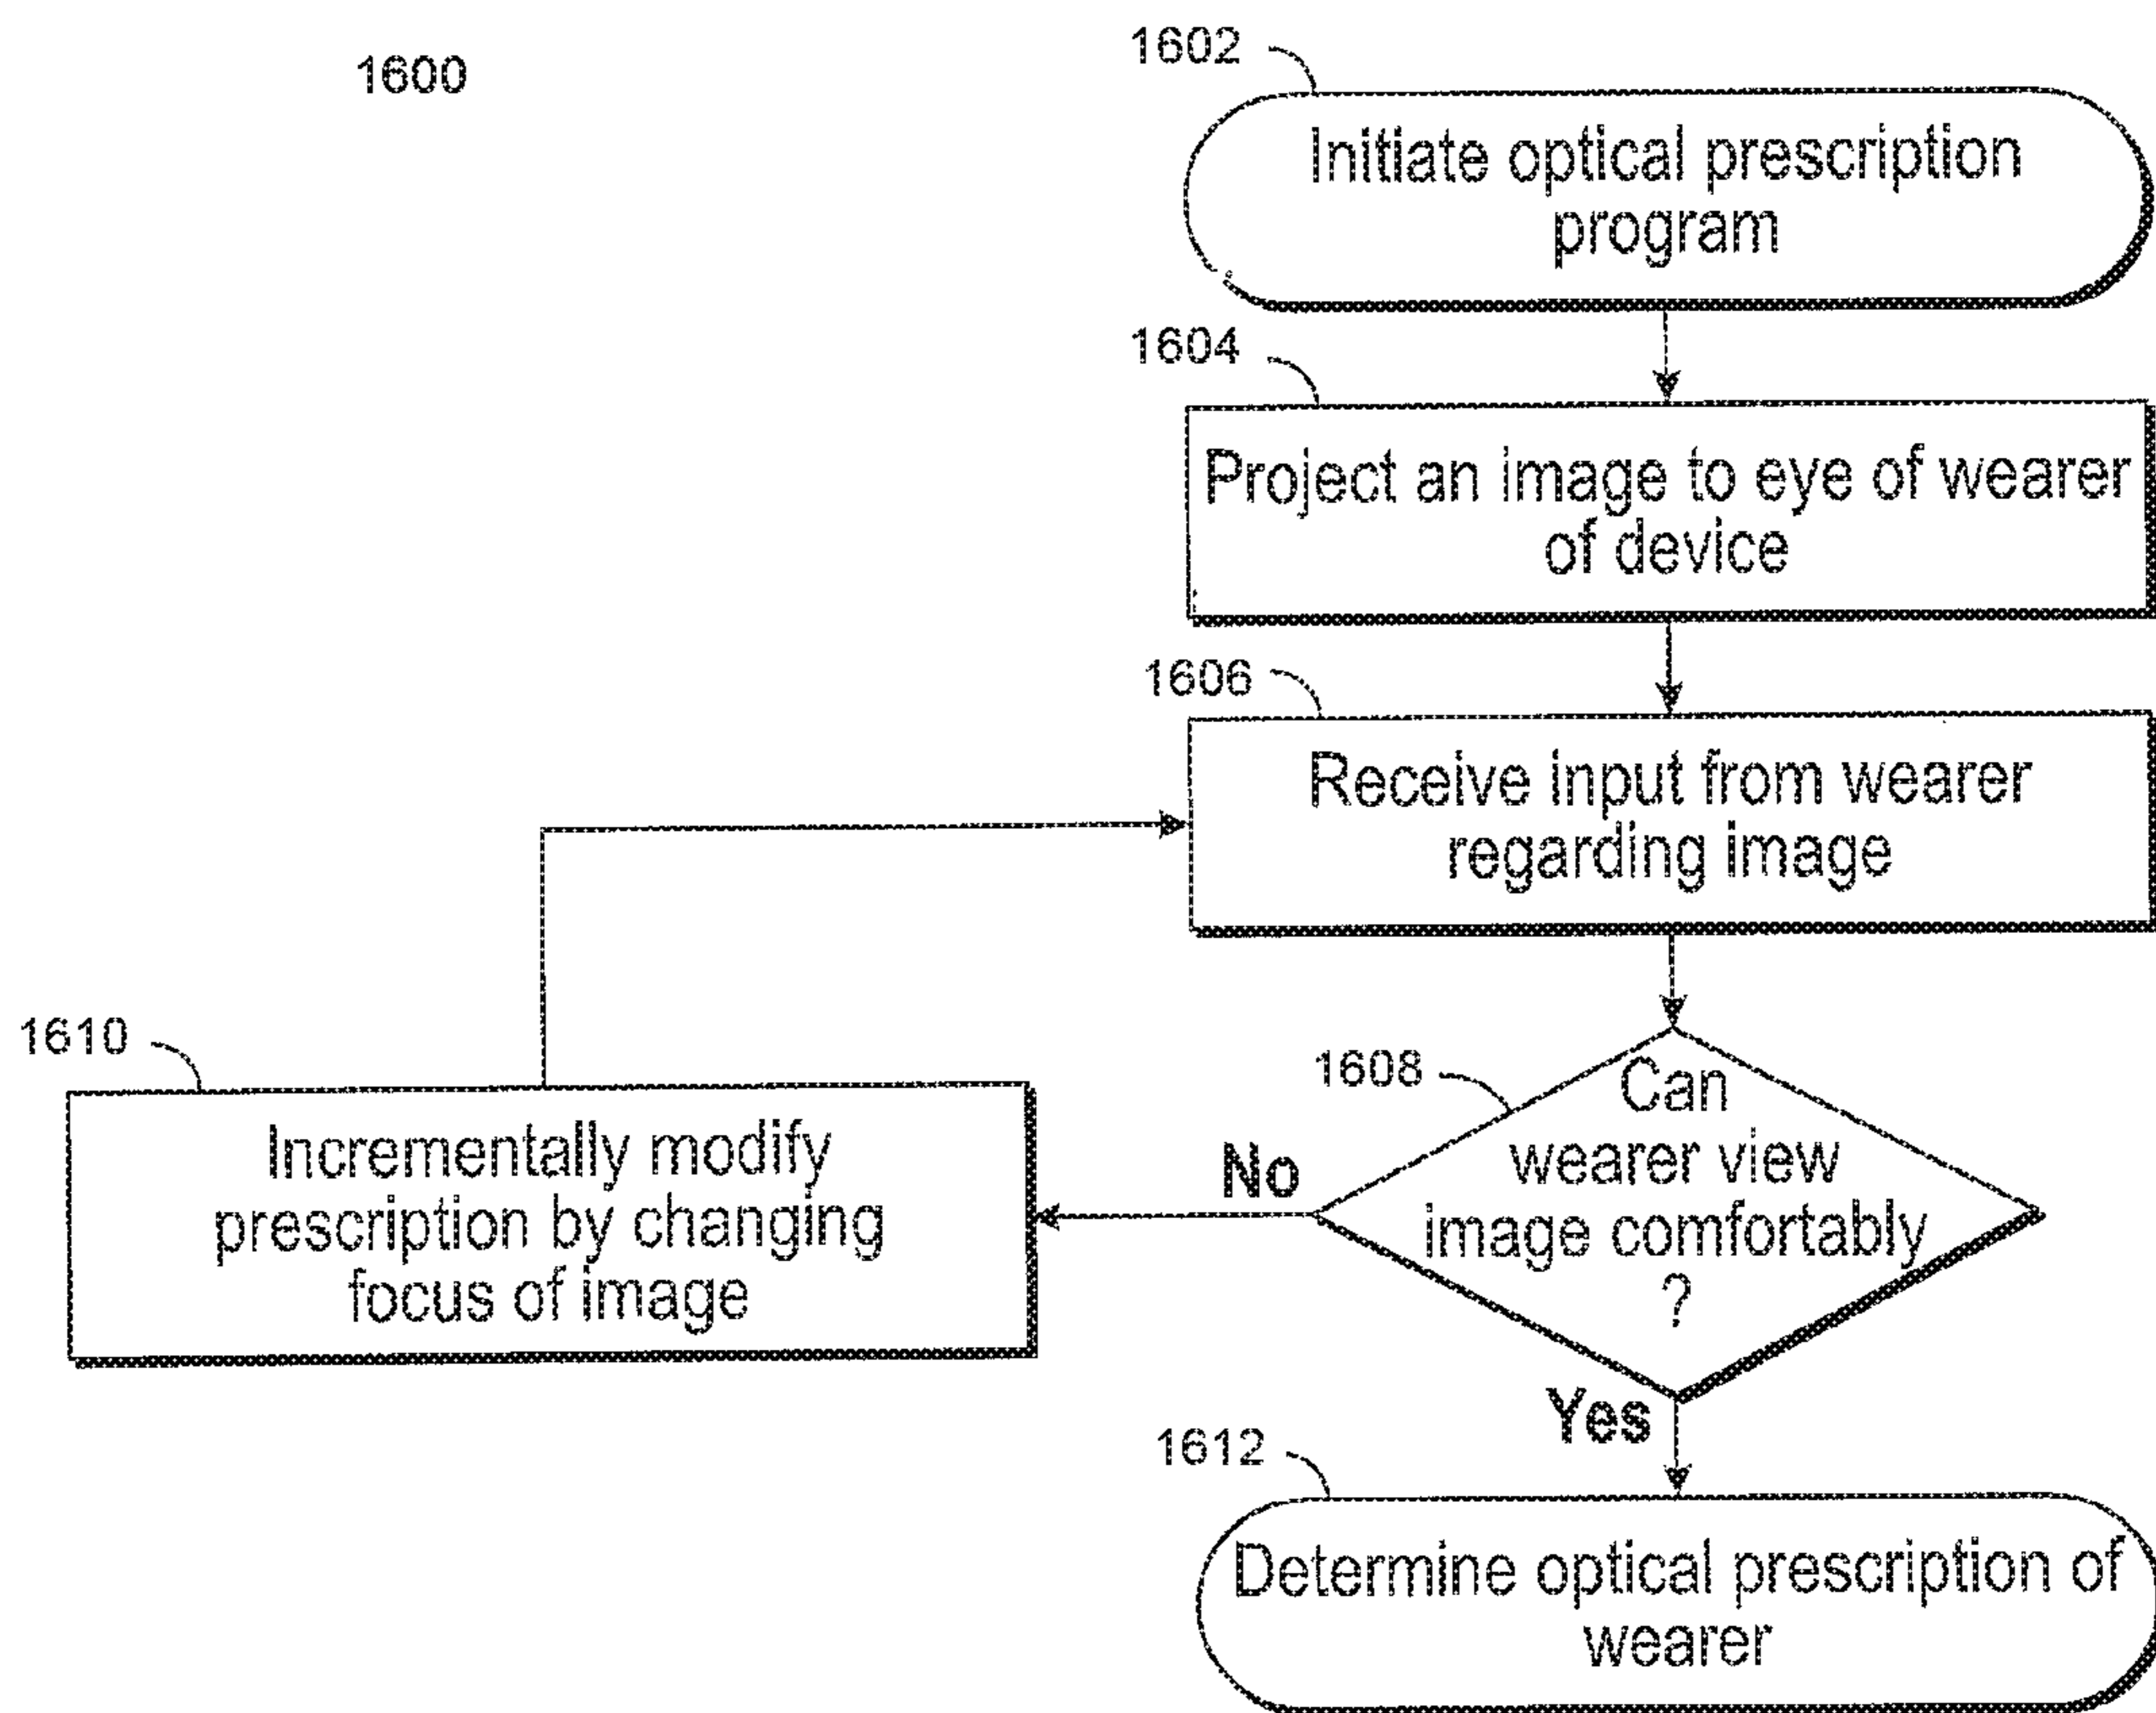 1600
1602
Initiate optical prescription
program
1604
Project an image to eye of wearer
of device
1606
Receive input from wearer
regarding image
1608
Can
wearer view
image comfortably
?
No
1610
Incrementally modify
prescription by changing
focus of image
Yes
1612
Determine optical prescription of
wearer